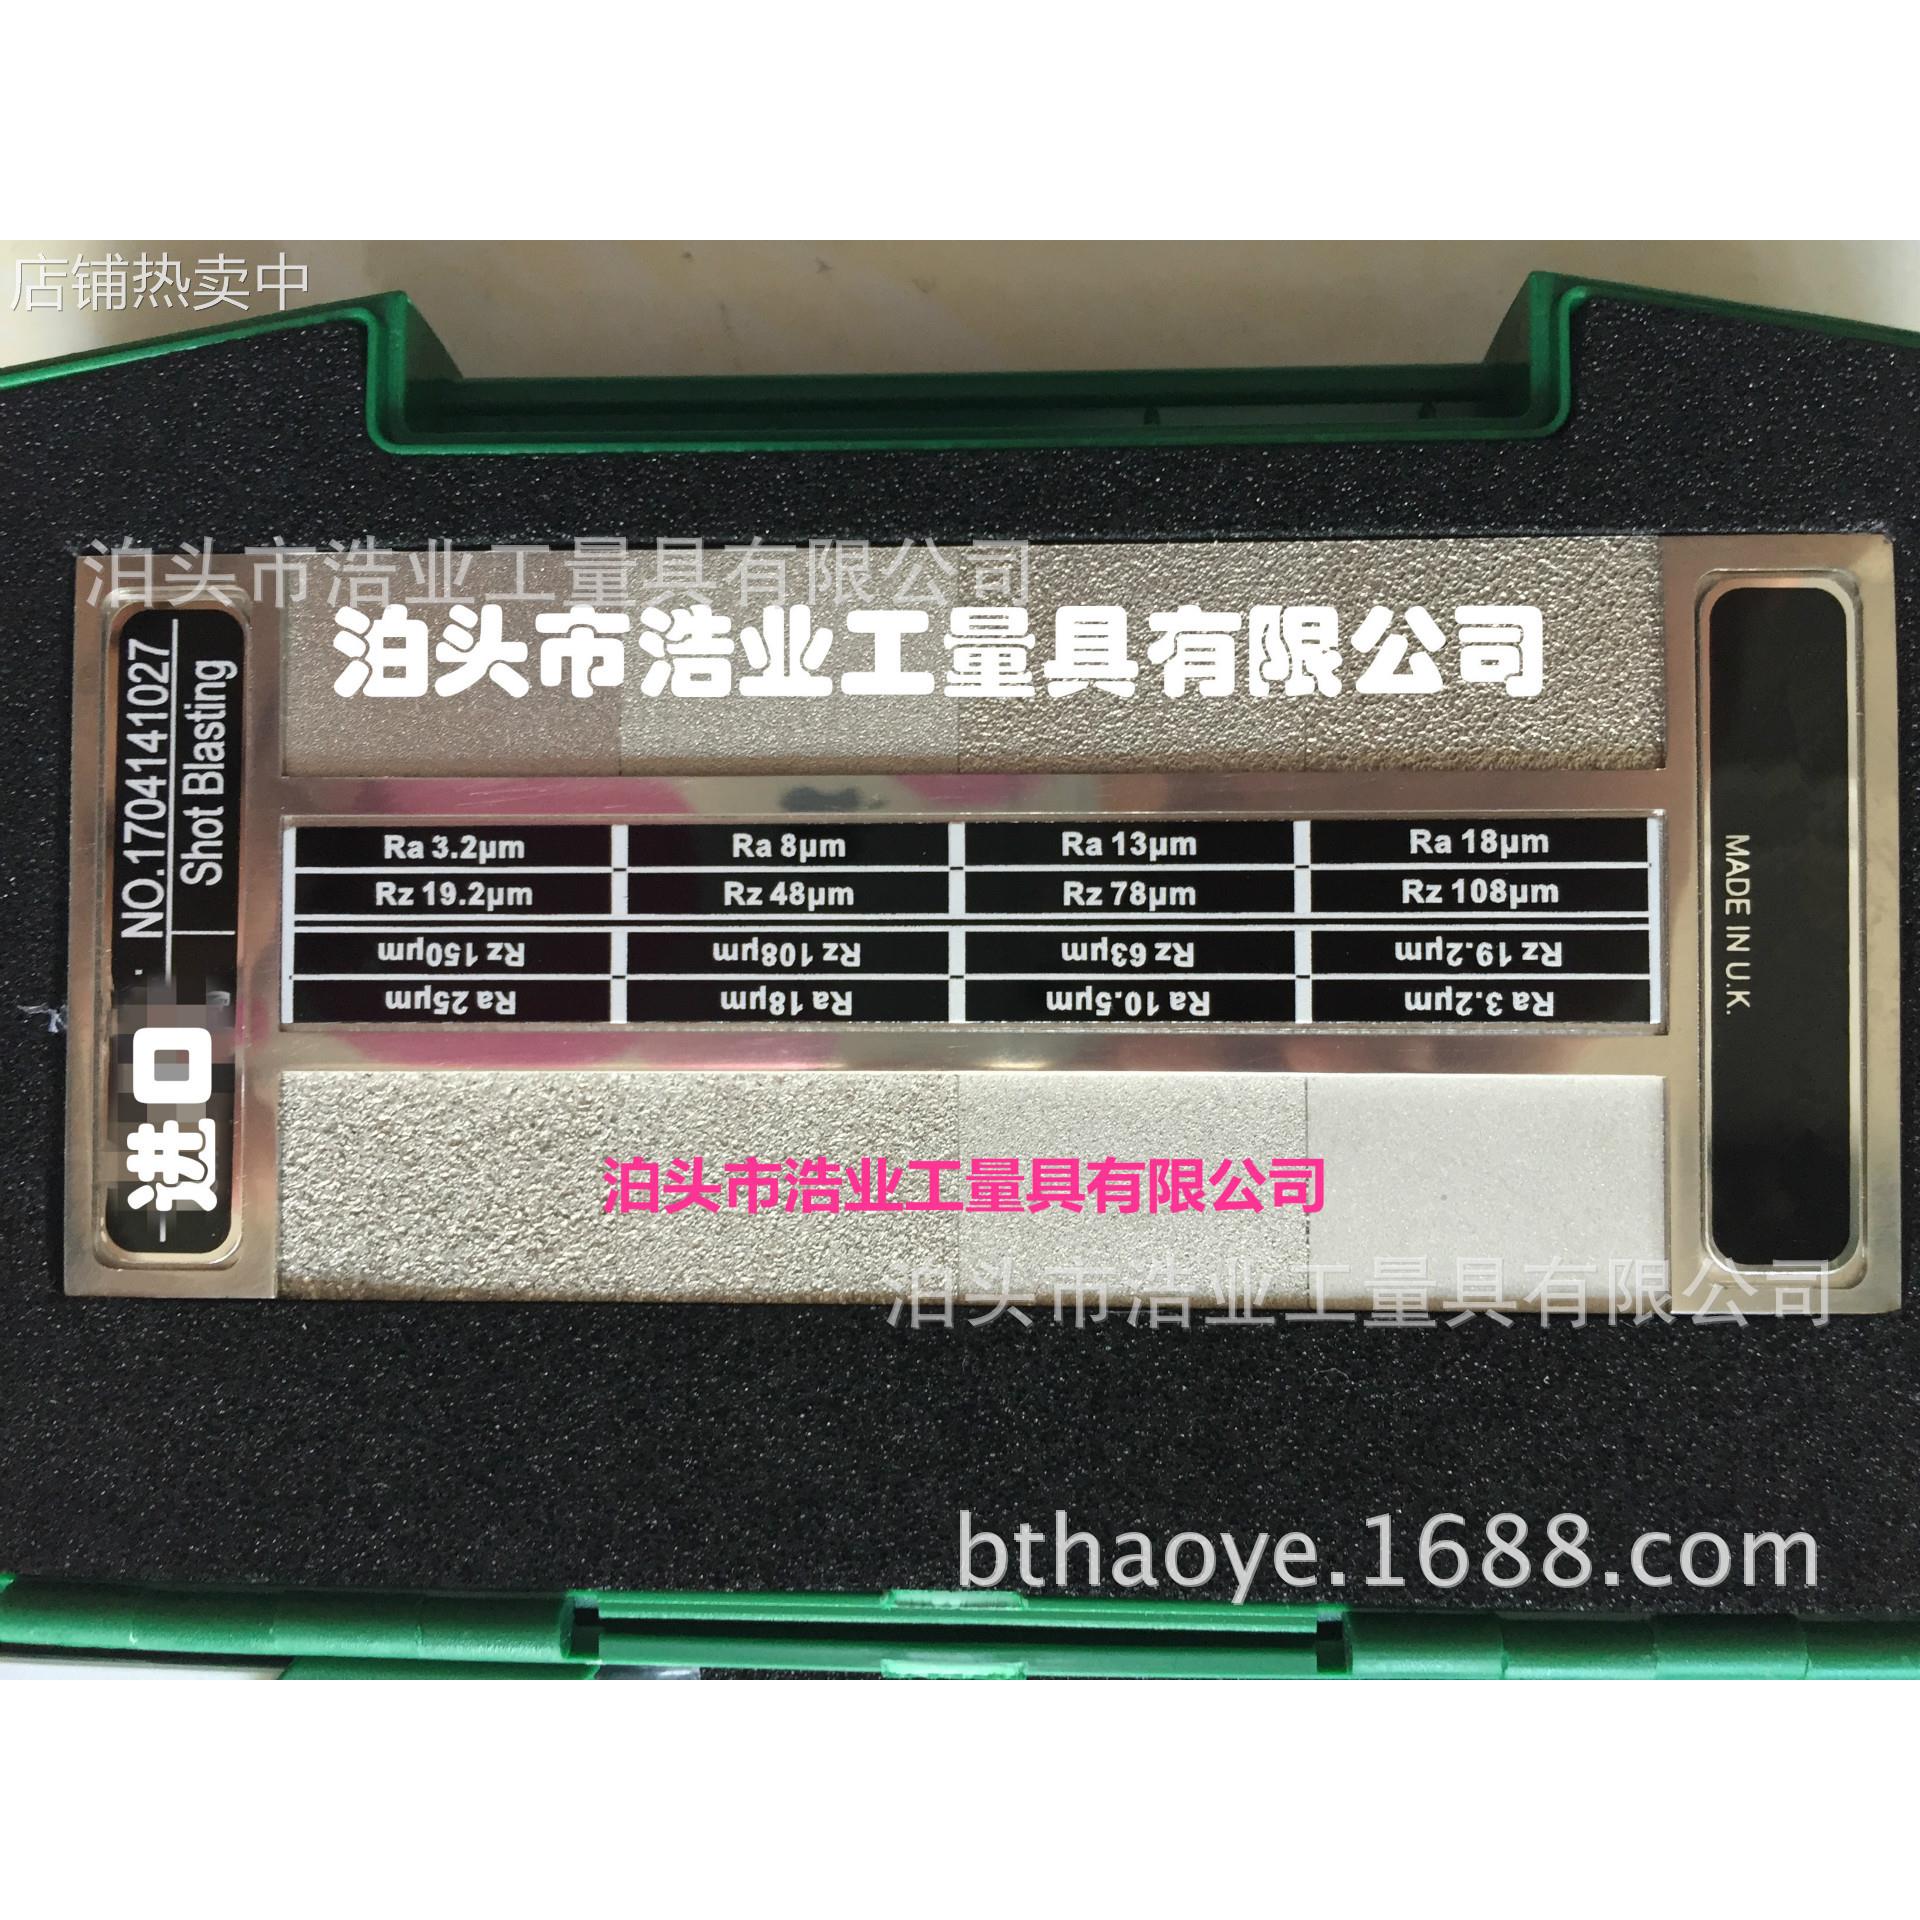 店铺热卖中
泊头市浩业工量具有限公司
泊头市浩业工量具有限公司
NO.1704141027
Shot Blasting
进口
Ra 3.2μm Ra 8μm Ra 13μm Ra 18μm
Rz 19.2μm Rz 48μm Rz 78μm Rz 108μm
Rz 150μm Rz 108μm Rz 63μm Rz 19.2μm
Ra 25μm Ra 18μm Ra 10.5μm Ra 3.2μm
MADE IN U.K.
泊头市浩业工量具有限公司
泊头市浩业工量具有限公司
bthaoye.1688.com